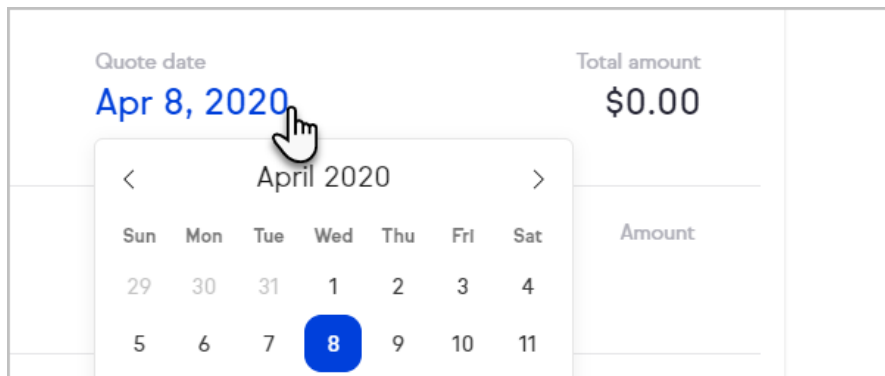 Quote date Total amount
Apr 8, 2020 $0.00
April 2020
Sun Mon Tue Wed Thu Fri Sat
Amount
29 30 31 1 2 3 4
5 6 7 8 9 10 11